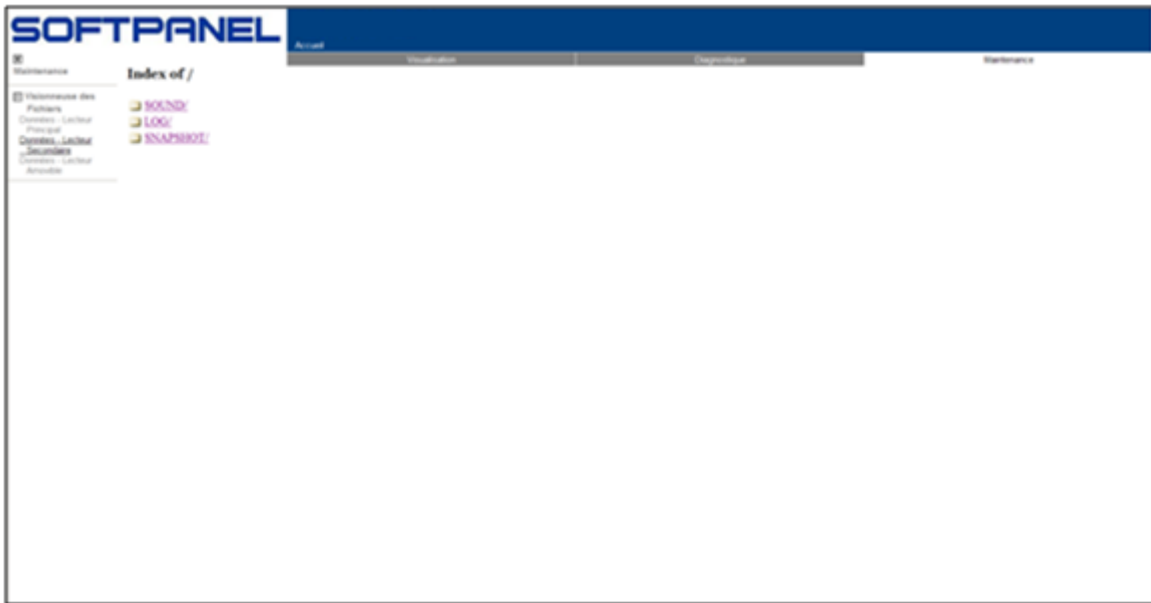 SOFTPANEL
Accueil
Visualisation
Diagnostique
Maintenance
Maintenance
Index of /
Visionneuse des
Fichiers
Données - Lecteur
Principal
Données - Lecteur
Secondaire
Données - Lecteur
Amovible
SOUND/
LOG/
SNAPSHOT/